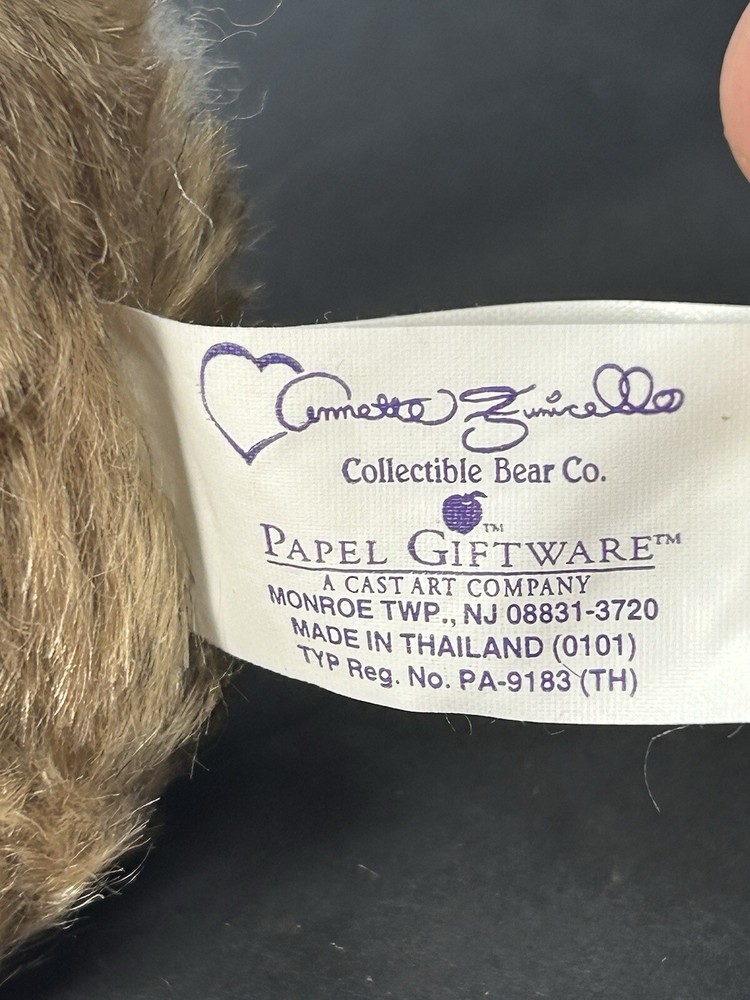 Annette Funicello
Collectible Bear Co.
PAPEL GIFTWARE™
A CAST ART COMPANY
MONROE TWP., NJ 08831-3720
MADE IN THAILAND (0101)
TYP Reg. No. PA-9183 (TH)